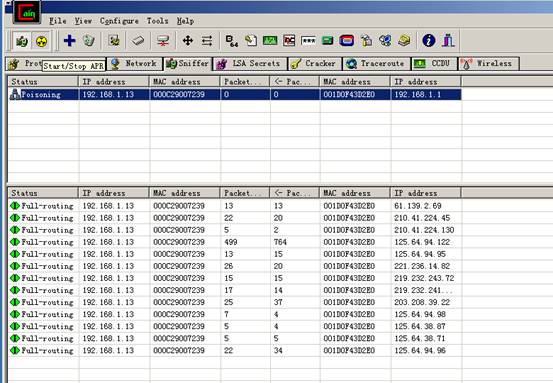 Cain
File View Configure Tools Help
B64
Prot Start/Stop APR Network Sniffer LSA Secrets Cracker Traceroute CCDU Wireless
Status IP address MAC address Packet... <- Pac... MAC address IP address
Poisoning 192.168.1.13 000C29007239 0 0 001D0F43D2E0 192.168.1.1
Status IP address MAC address Packet... <- Pac... MAC address IP address
Full-routing 192.168.1.13 000C29007239 13 13 001D0F43D2E0 61.139.2.69
Full-routing 192.168.1.13 000C29007239 22 20 001D0F43D2E0 210.41.224.45
Full-routing 192.168.1.13 000C29007239 5 2 001D0F43D2E0 210.41.224.130
Full-routing 192.168.1.13 000C29007239 499 764 001D0F43D2E0 125.64.94.122
Full-routing 192.168.1.13 000C29007239 13 15 001D0F43D2E0 125.64.94.95
Full-routing 192.168.1.13 000C29007239 26 20 001D0F43D2E0 221.236.14.82
Full-routing 192.168.1.13 000C29007239 15 15 001D0F43D2E0 219.232.243.72
Full-routing 192.168.1.13 000C29007239 17 14 001D0F43D2E0 219.232.241...
Full-routing 192.168.1.13 000C29007239 25 37 001D0F43D2E0 203.208.39.22
Full-routing 192.168.1.13 000C29007239 7 4 001D0F43D2E0 125.64.94.98
Full-routing 192.168.1.13 000C29007239 5 4 001D0F43D2E0 125.64.38.87
Full-routing 192.168.1.13 000C29007239 5 5 001D0F43D2E0 125.64.38.71
Full-routing 192.168.1.13 000C29007239 22 34 001D0F43D2E0 125.64.94.96